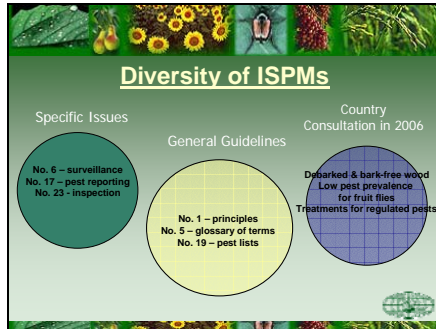 Diversity of ISPMs
Specific Issues
No. 6 – surveillance
No. 17 – pest reporting
No. 23 - inspection
General Guidelines
No. 1 – principles
No. 5 – glossary of terms
No. 19 – pest lists
Country
Consultation in 2006
Debarked & bark-free wood
Low pest prevalence
for fruit flies
Treatments for regulated pests